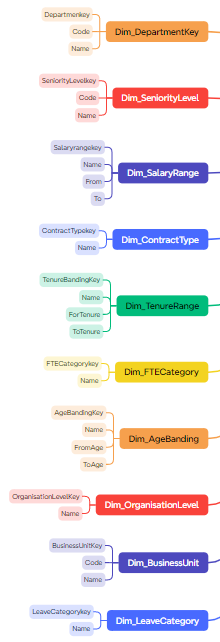 Departmenkey
Code
Name
Dim_DepartmentKey
SeniorityLevelkey
Code
Name
Dim_SeniorityLevel
Salaryrangekey
Name
From
To
Dim_SalaryRange
ContractTypekey
Name
Dim_ContractType
TenureBandingKey
Name
ForTenure
ToTenure
Dim_TenureRange
FTECategorykey
Name
Dim_FTECategory
AgeBandingKey
Name
FromAge
ToAge
Dim_AgeBanding
OrganisationLevelKey
Name
Dim_OrganisationLevel
BusinessUnitKey
Code
Name
Dim_BusinessUnit
LeaveCategorykey
Name
Dim_LeaveCategory